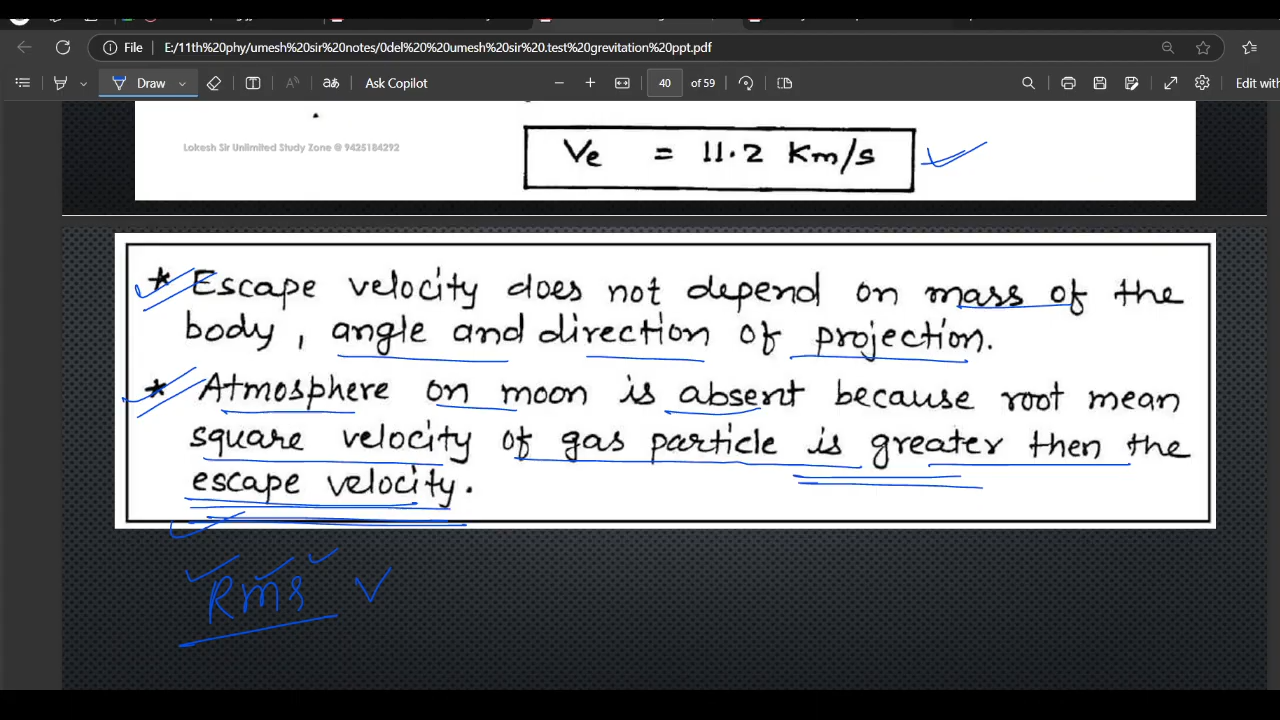 File
E:/11th%20phy/umesh%20sir%20notes/0del%20%20umesh%20sir%20.test%20grevitation%20ppt.pdf
Draw
Ask Copilot
40 of 59
Edit with
Lokesh Sir Unlimited Study Zone @ 9425184292
Ve = 11.2 Km/s
* Escape velocity does not depend on mass of the
body, angle and direction of projection.
* Atmosphere on moon is absent because root mean
square velocity of gas particle is greater then the
escape velocity.
Rms V